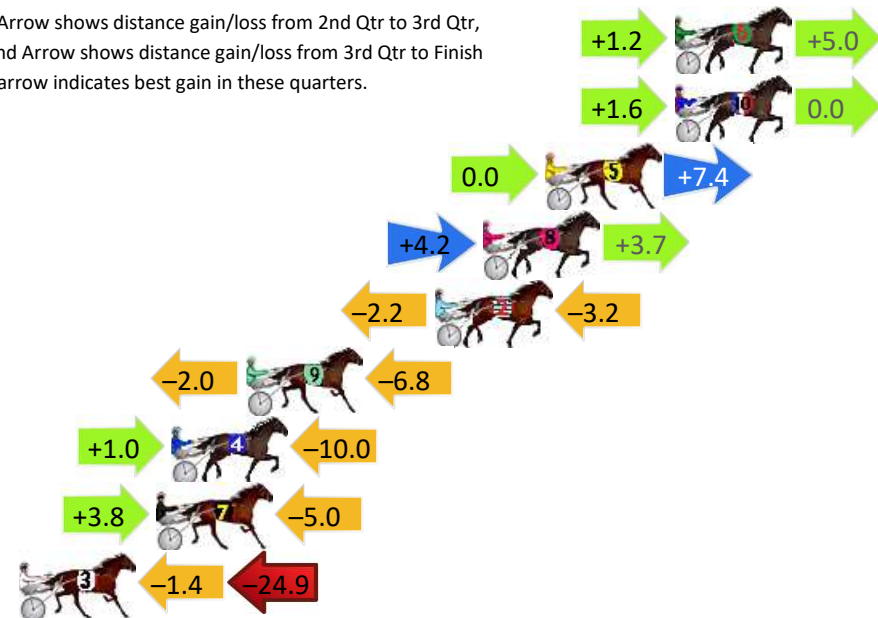 Arrow shows distance gain/loss from 2nd Qtr to 3rd Qtr,
nd Arrow shows distance gain/loss from 3rd Qtr to Finish
arrow indicates best gain in these quarters.
+1.2 +5.0
+1.6 10 0.0
0.0 5 +7.4
+4.2 8 +3.7
–2.2 –3.2
–2.0 9 –6.8
+1.0 4 –10.0
+3.8 7 –5.0
3 –1.4 –24.9